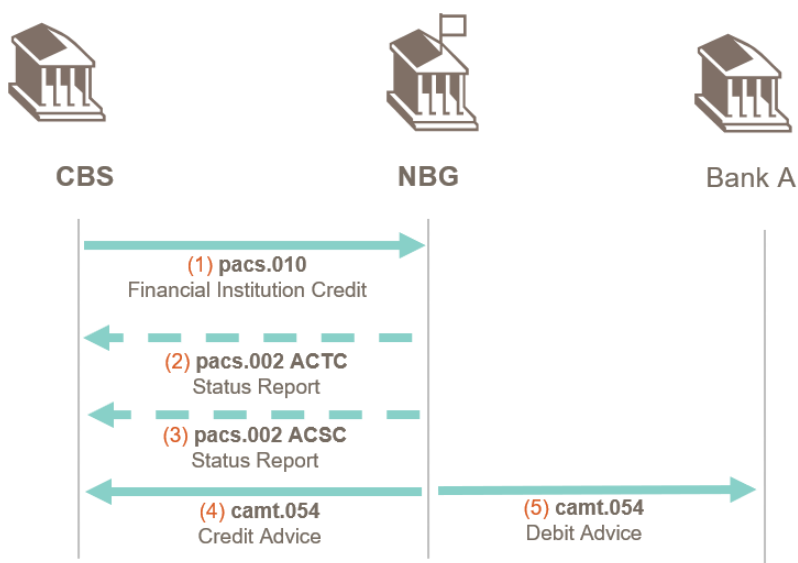 CBS
NBG
Bank A
(1) pacs.010
Financial Institution Credit
(2) pacs.002 ACTC
Status Report
(3) pacs.002 ACSC
Status Report
(4) camt.054
Credit Advice
(5) camt.054
Debit Advice